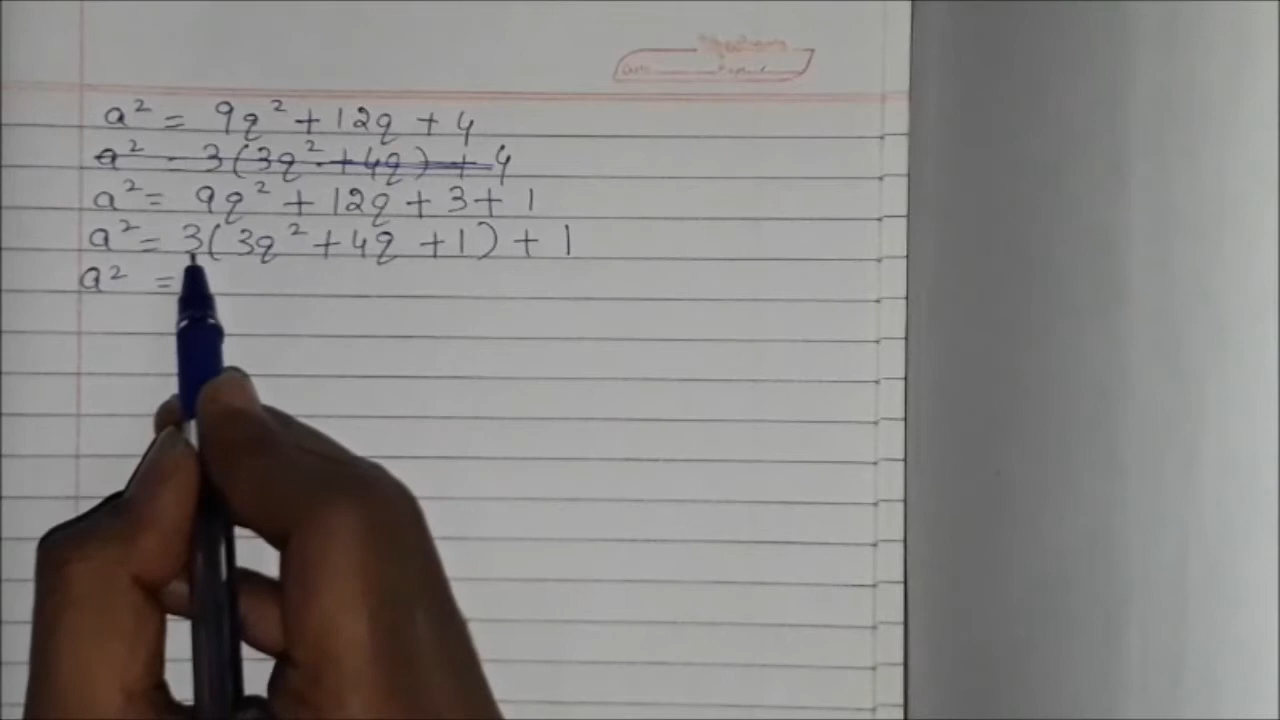 a² = 9q² + 12q + 4
a² = 3(3q² + 4q) + 4
a² = 9q² + 12q + 3 + 1
a² = 3(3q² + 4q + 1) + 1
a² =